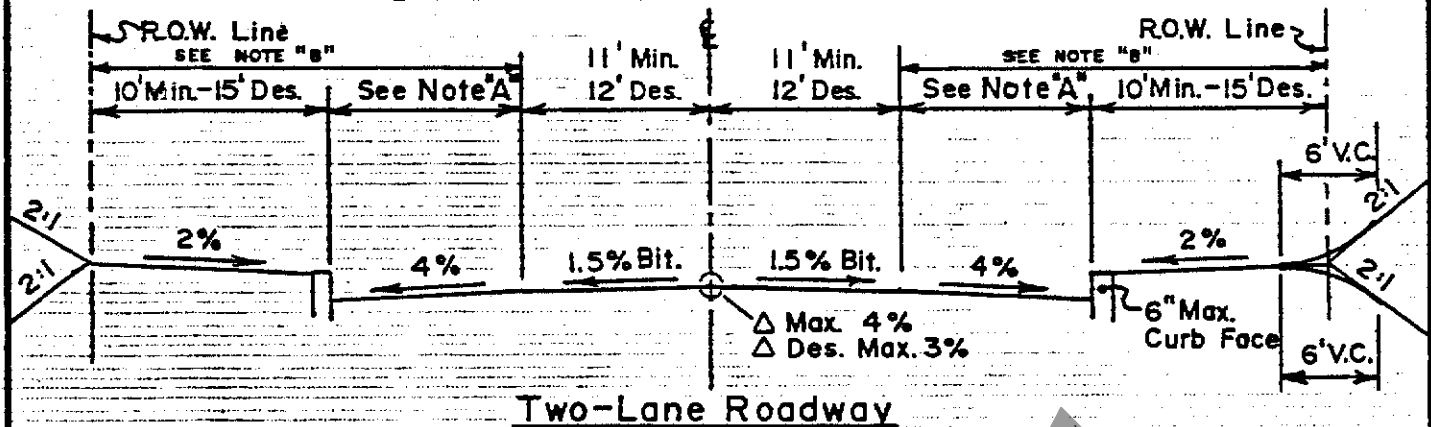 R.O.W. Line
℄
R.O.W. Line
SEE NOTE "B"
11' Min.
11' Min.
SEE NOTE "B"
10' Min.-15' Des.
See Note "A"
12' Des.
12' Des.
See Note "A"
10' Min.-15' Des.
6' V.C.
2:1
2:1
2%
4%
1.5% Bit.
1.5% Bit.
4%
2%
2:1
2:1
△ Max. 4%
△ Des. Max. 3%
6" Max.
Curb Face
6' V.C.
Two-Lane Roadway